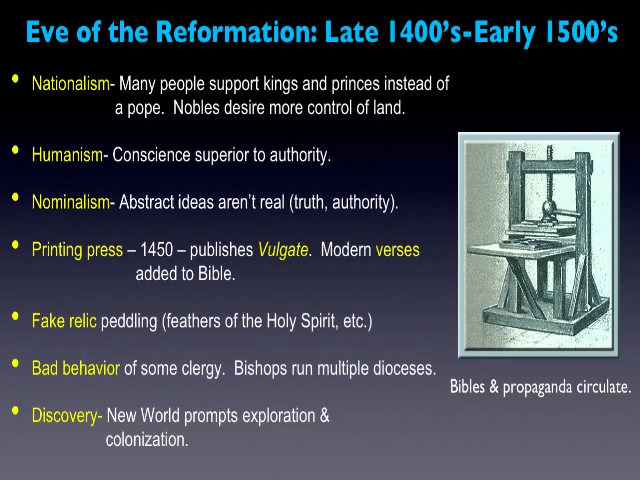 Eve of the Reformation: Late 1400's-Early 1500's
• Nationalism- Many people support kings and princes instead of
a pope. Nobles desire more control of land.
• Humanism- Conscience superior to authority.
• Nominalism- Abstract ideas aren't real (truth, authority).
• Printing press – 1450 – publishes Vulgate. Modern verses
added to Bible.
• Fake relic peddling (feathers of the Holy Spirit, etc.)
• Bad behavior of some clergy. Bishops run multiple dioceses.
Bibles & propaganda circulate.
• Discovery- New World prompts exploration &
colonization.